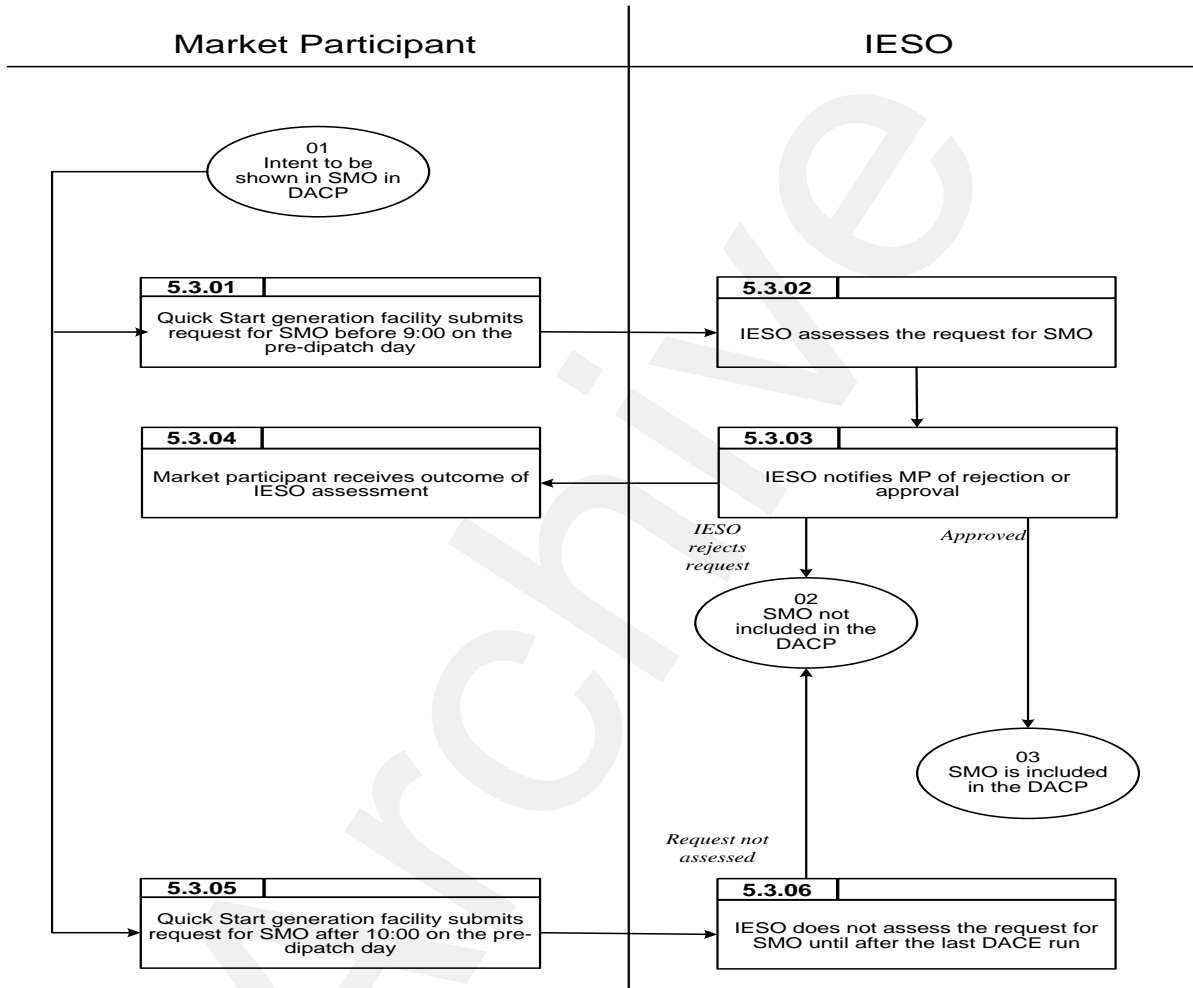 Market Participant
IESO
01
Intent to be
shown in SMO in
DACP
5.3.01
Quick Start generation facility submits
request for SMO before 9:00 on the
pre-dipatch day
5.3.02
IESO assesses the request for SMO
5.3.04
Market participant receives outcome of
IESO assessment
5.3.03
IESO notifies MP of rejection or
approval
IESO
rejects
request
Approved
02
SMO not
included in the
DACP
03
SMO is included
in the DACP
Request not
assessed
5.3.05
Quick Start generation facility submits
request for SMO after 10:00 on the pre-
dipatch day
5.3.06
IESO does not assess the request for
SMO until after the last DACE run
Archive